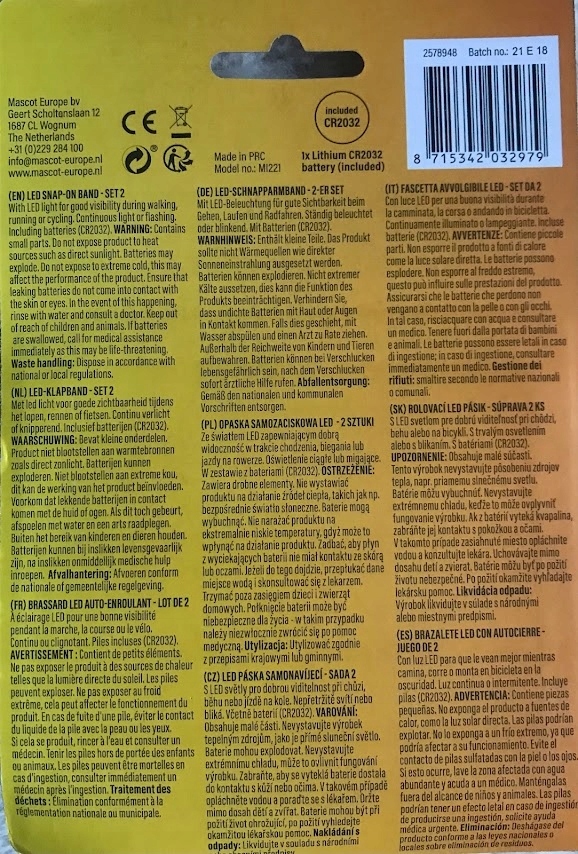 2578948 Batch no.: 21 E 18
8 715342 032979
Mascot Europe bv
Geert Scholtanslaan 12
1687 CL Wognum
The Netherlands
+31 (0)229 284 100
info@mascot-europe.nl
www.mascot-europe.nl
CE
included
CR2032
Made in PRC
Model no.: MI221
1x Lithium CR2032
battery (included)
(EN) LED SNAP-ON BAND - SET 2
With LED light for good visibility during walking,
running or cycling. Continuous light or flashing.
Including batteries (CR2032). WARNING: Contains
small parts. Do not expose product to heat
sources such as direct sunlight. Batteries may
explode. Do not expose to extreme cold, this may
affect the performance of the product. Ensure that
leaking batteries do not come into contact with
the skin or eyes. In the event of this happening,
rinse with water and consult a doctor. Keep out
of reach of children and animals. If batteries
are swallowed, call for medical assistance
immediately as this may be life-threatening.
Waste handling: Dispose in accordance with
national or local regulations.
(NL) LED-KLAPBAND - SET 2
Met led licht voor goede zichtbaarheid tijdens
het lopen, rennen of fietsen. Continu verlicht
of knipperend. Inclusief batterijen (CR2032).
WAARSCHUWING: Bevat kleine onderdelen.
Product niet blootstellen aan warmtebronnen
zoals direct zonlicht. Batterijen kunnen
exploderen. Niet blootstellen aan extreme kou,
dit kan de werking van het product beïnvloeden.
Voorkom dat lekkende batterijen in contact
komen met de huid of ogen. Als dit toch gebeurt,
afspoelen met water en een arts raadplegen.
Buiten het bereik van kinderen en dieren houden.
Batterijen kunnen bij inslikken levensgevaarlijk
zijn, na inslikken onmiddellijk medische hulp
inroepen. Afvalhantering: Afvoeren conform
de nationale of gemeentelijke regelgeving.
(FR) BRASSARD LED AUTO-ENROULANT - LOT DE 2
À éclairage LED pour une bonne visibilité
pendant la marche, la course ou le vélo.
Continu ou clignotant. Piles incluses (CR2032).
AVERTISSEMENT : Contient de petits éléments.
Ne pas exposer le produit à des sources de chaleur
telles que la lumière directe du soleil. Les piles
peuvent exploser. Ne pas exposer au froid
extrême, cela peut affecter le fonctionnement du
produit. En cas de fuite d'une pile, éviter le contact
du liquide de la pile avec la peau ou les yeux.
Si cela se produit, rincer à l'eau et consulter un
médecin. Tenir les piles hors de portée des enfants
ou animaux. Les piles peuvent être mortelles en
cas d'ingestion, consulter immédiatement un
médecin après l'ingestion. Traitement des
déchets : Élimination conformément à la
réglementation nationale ou municipale.
(DE) LED-SCHNAPPARMBAND - 2-ER SET
Mit LED-Beleuchtung für gute Sichtbarkeit beim
Gehen, Laufen und Radfahren. Ständig beleuchtet
oder blinkend. Mit Batterien (CR2032).
WARNHINWEIS: Enthält kleine Teile. Das Produkt
sollte nicht Wärmequellen wie direkter
Sonneneinstrahlung ausgesetzt werden.
Batterien können explodieren. Nicht extremer
Kälte aussetzen, dies kann die Funktion des
Produkts beeinträchtigen. Verhindern Sie,
dass undichte Batterien mit Haut oder Augen
in Kontakt kommen. Falls dies geschieht, mit
Wasser abspülen und einen Arzt zu Rate ziehen.
Außerhalb der Reichweite von Kindern und Tieren
aufbewahren. Batterien können bei Verschlucken
lebensgefährlich sein, nach dem Verschlucken
sofort ärztliche Hilfe rufen. Abfallentsorgung:
Gemäß den nationalen und kommunalen
Vorschriften entsorgen.
(PL) OPASKA SAMOZACISKOWA LED - 2 SZTUKI
Ze światłem LED zapewniającym dobrą
widoczność w trakcie chodzenia, biegania lub
jazdy na rowerze. Oświetlenie ciągłe lub migające.
W zestawie z bateriami (CR2032). OSTRZEŻENIE:
Zawiera drobne elementy. Nie wystawiać
produktu na działanie źródeł ciepła, takich jak np.
bezpośrednie światło słoneczne. Baterie mogą
wybuchnąć. Nie narażać produktu na
ekstremalnie niskie temperatury, gdyż może to
wpłynąć na działanie produktu. Zadbać, aby płyn
z wyciekających baterii nie miał kontaktu ze skórą
lub oczami. Jeżeli do tego dojdzie, przepłukać dane
miejsce wodą i skonsultować się z lekarzem.
Trzymać poza zasięgiem dzieci i zwierząt
domowych. Połknięcie baterii może być
niebezpieczne dla życia - w takim przypadku
należy niezwłocznie zwrócić się po pomoc
medyczną. Utylizacja: Utylizować zgodnie
z przepisami krajowymi lub gminnymi.
(CZ) LED PÁSKA SAMONAVÍJECÍ - SADA 2
S LED světly pro dobrou viditelnost při chůzi,
běhu nebo jízdě na kole. Nepřetržité svítí nebo
bliká. Včetně baterií (CR2032). VAROVÁNÍ:
Obsahuje malé části. Nevystavujte výrobek
tepelným zdrojům, jako je přímé sluneční světlo.
Baterie mohou explodovat. Nevystavujte
extrémnímu chladu, může to ovlivnit fungování
výrobku. Zabraňte, aby se vyteklá baterie dostala
do kontaktu s kůží nebo očima. V takovém případě
opláchněte vodou a poraďte se s lékařem. Držte
mimo dosah dětí a zvířat. Baterie mohou být při
požití život ohrožující, po požití vyhledejte
okamžitou lékařskou pomoc. Nakládání s
odpady: Likvidujte v souladu s národními
(IT) FASCETTA AVVOLGIBILE LED - SET DA 2
Con luce LED per una buona visibilità durante
la camminata, la corsa o andando in bicicletta.
Continuamente illuminato o lampeggiante. Incluse
batterie (CR2032). AVVERTENZE: Contiene piccole
parti. Non esporre il prodotto a fonti di calore
come la luce solare diretta. Le batterie possono
esplodere. Non esporre al freddo estremo,
questo può influire sulle prestazioni del prodotto.
Assicurarsi che le batterie che perdono non
vengano a contatto con la pelle o con gli occhi.
In tal caso, risciacquare con acqua e consultare
un medico. Tenere fuori dalla portata di bambini
e animali. Le batterie possono essere letali in caso
di ingestione; in caso di ingestione, consultare
immediatamente un medico. Gestione dei
rifiuti: smaltire secondo le normative nazionali
o comunali.
(SK) ROLOVACÍ LED PÁSIK - SÚPRAVA 2 KS
S LED svetlom pre dobrú viditeľnosť pri chôdzi,
behu alebo na bicykli. S trvalým osvetlením
alebo s blikaním. S batériami (CR2032).
UPOZORNENIE: Obsahuje malé súčasti.
Tento výrobok nevystavujte pôsobeniu zdrojov
tepla, napr. priamemu slnečnému svetlu.
Batérie môžu vybuchnúť. Nevystavujte
extrémnemu chladu, keďže to môže ovplyvniť
fungovanie výrobku. Ak z batérií vyteká kvapalina,
zabráňte jej kontaktu s pokožkou a očami.
V takomto prípade zasiahnuté miesto opláchnite
vodou a konzultujte lekára. Uchovávajte mimo
dosahu detí a zvierat. Batérie môžu byť po požití
životu nebezpečné. Po požití okamžite vyhľadajte
lekársku pomoc. Likvidácia odpadu:
Výrobok likvidujte v súlade s národnými
alebo miestnymi predpismi.
(ES) BRAZALETE LED CON AUTOCIERRE -
JUEGO DE 2
Con luz LED para que le vean mejor mientras
camina, corre o monta en bicicleta en la
oscuridad. Luz continua o intermitente. Incluye
pilas (CR2032). ADVERTENCIA: Contiene piezas
pequeñas. No exponga el producto a fuentes de
calor, como la luz solar directa. Las pilas podrían
explotar. No lo exponga a un frío extremo, ya que
podría afectar a su funcionamiento. Evite el
contacto de pilas sulfatadas con la piel o los ojos.
Si esto ocurre, lave la zona afectada con agua
abundante y acuda a un médico. Manténgalas
fuera del alcance de niños y animales. Las pilas
podrían tener un efecto letal en caso de ingestión
de producirse una ingestión, solicite ayuda
médica urgente. Eliminación: Deshágase del
producto conforme a las leyes nacionales o
locales sobre eliminación de residuos.